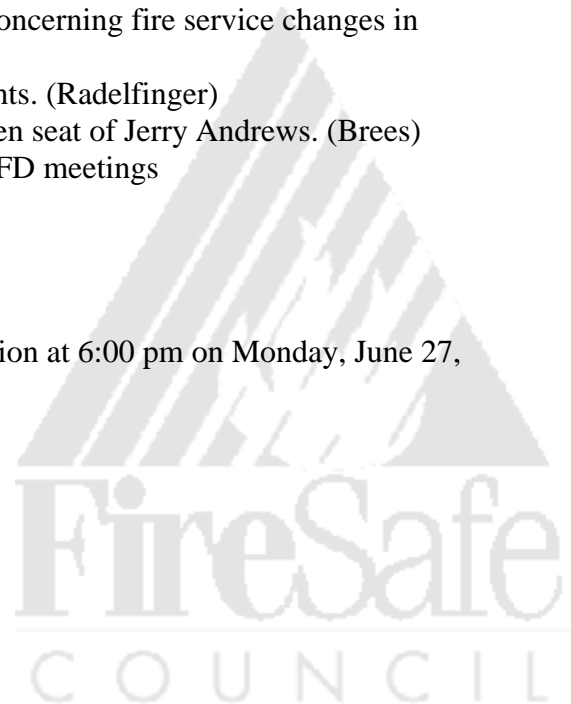 oncerning fire service changes in
nts. (Radelfinger)
en seat of Jerry Andrews. (Brees)
FD meetings
ion at 6:00 pm on Monday, June 27,
FireSafe
COUNCIL